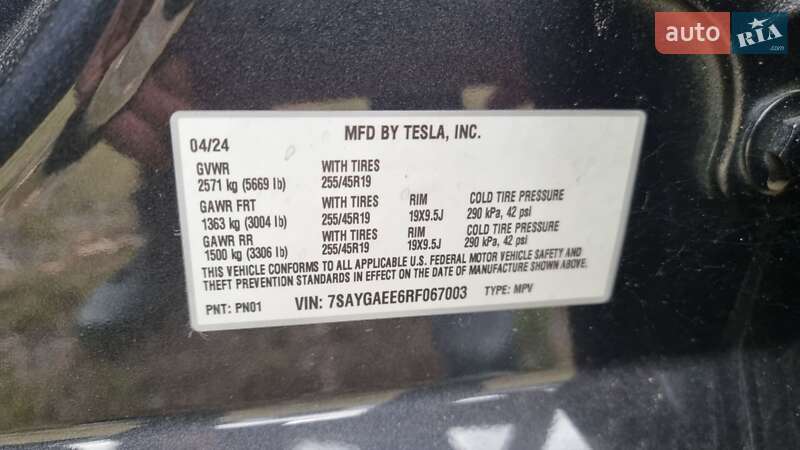 auto RIA .com
04/24 MFD BY TESLA, INC.
GVWR WITH TIRES
2571 kg (5669 lb) 255/45R19
GAWR FRT WITH TIRES RIM COLD TIRE PRESSURE
1363 kg (3004 lb) 255/45R19 19X9.5J 290 kPa, 42 psi
GAWR RR WITH TIRES RIM COLD TIRE PRESSURE
1500 kg (3306 lb) 255/45R19 19X9.5J 290 kPa, 42 psi
THIS VEHICLE CONFORMS TO ALL APPLICABLE U.S. FEDERAL MOTOR VEHICLE SAFETY AND
THEFT PREVENTION STANDARDS IN EFFECT ON THE DATE OF MANUFACTURE SHOWN ABOVE.
PNT: PN01 VIN: 7SAYGAEE6RF067003 TYPE: MPV